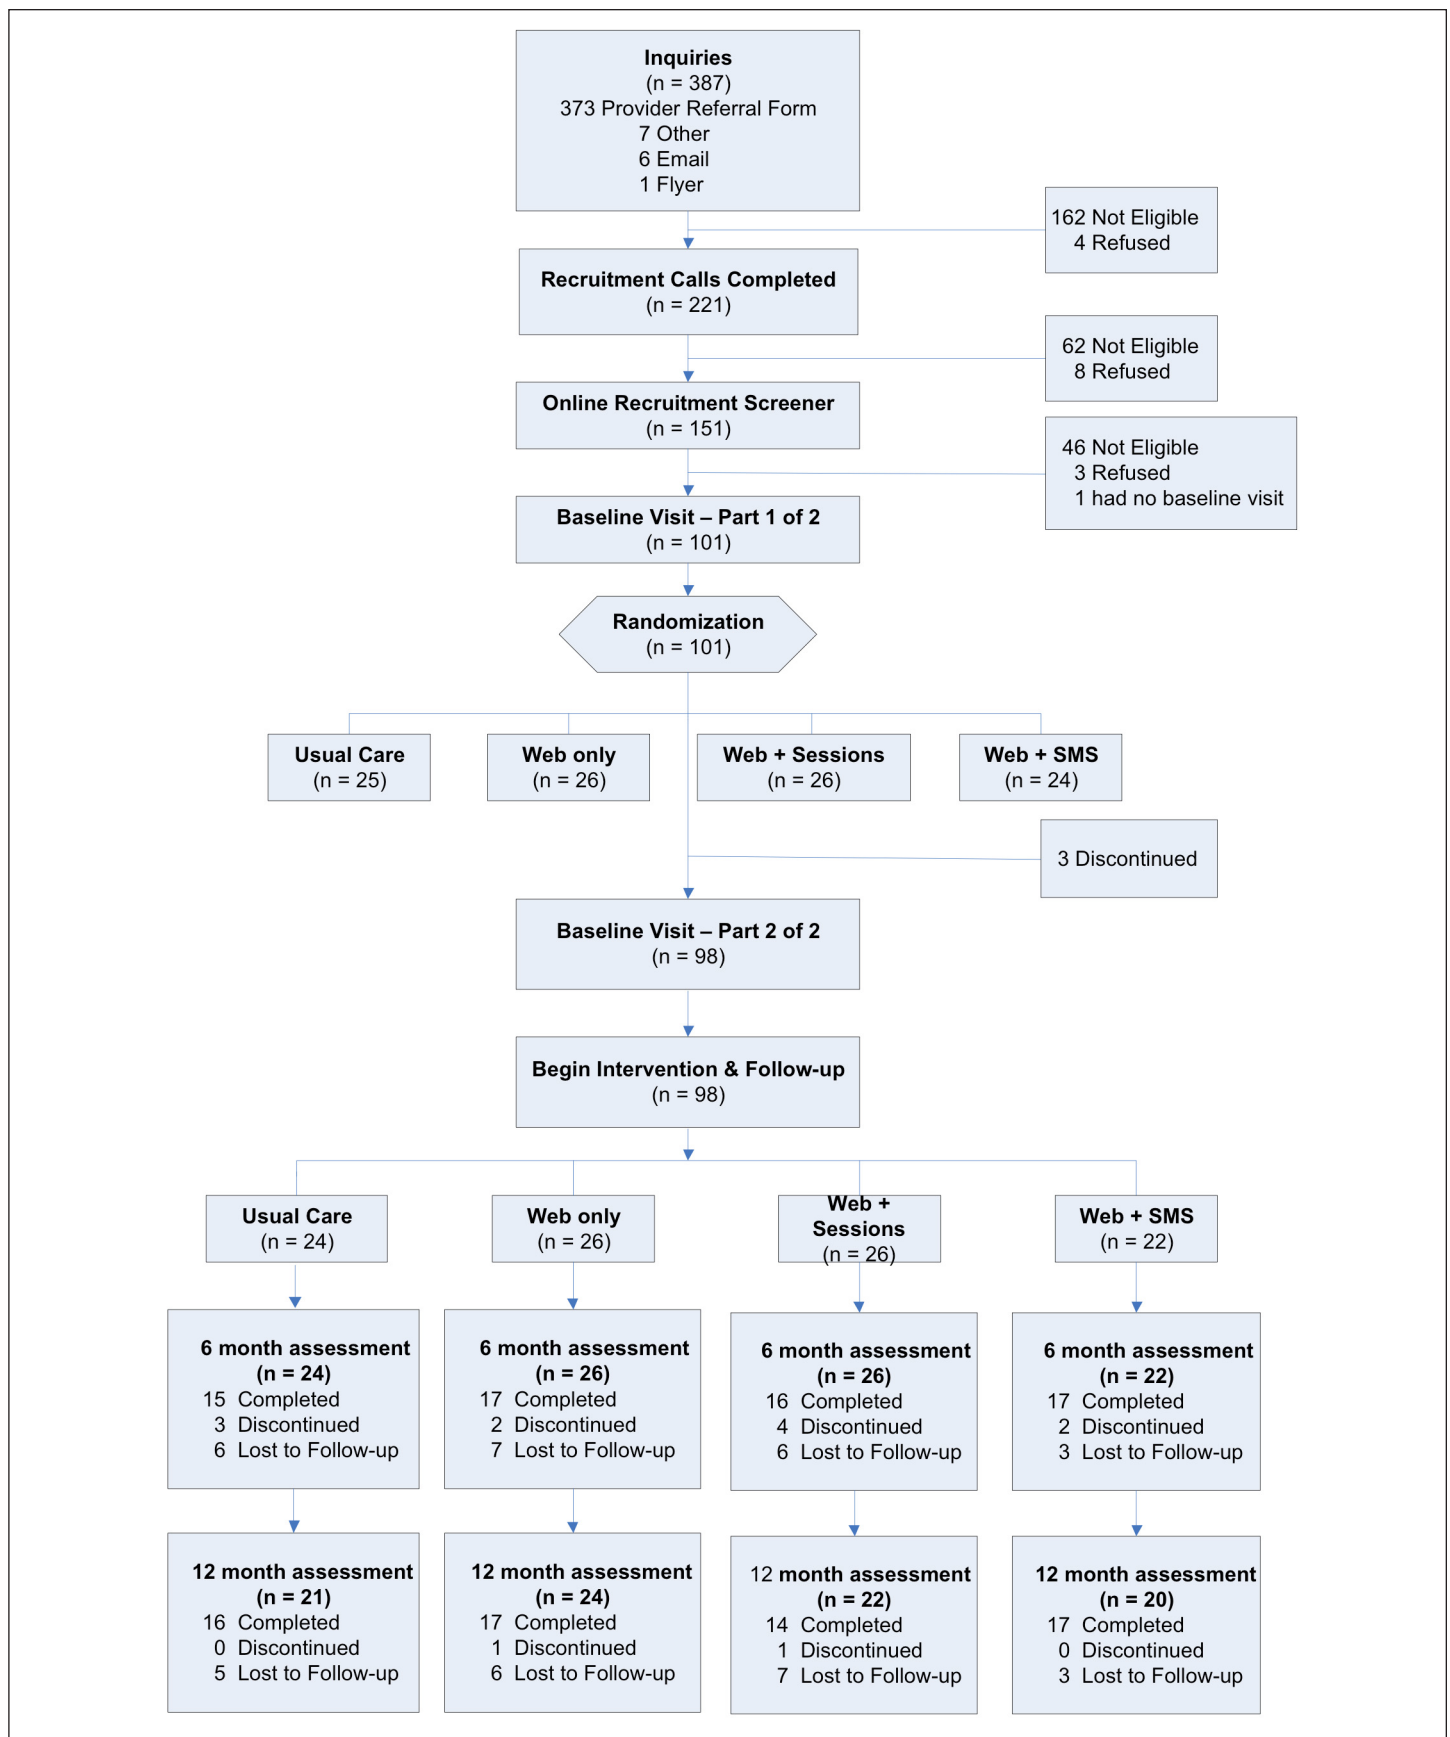 Inquiries
(n = 387)
373 Provider Referral Form
7 Other
6 Email
1 Flyer
162 Not Eligible
4 Refused
Recruitment Calls Completed
(n = 221)
62 Not Eligible
8 Refused
Online Recruitment Screener
(n = 151)
46 Not Eligible
3 Refused
1 had no baseline visit
Baseline Visit – Part 1 of 2
(n = 101)
Randomization
(n = 101)
Usual Care
(n = 25)
Web only
(n = 26)
Web + Sessions
(n = 26)
Web + SMS
(n = 24)
3 Discontinued
Baseline Visit – Part 2 of 2
(n = 98)
Begin Intervention & Follow-up
(n = 98)
Usual Care
(n = 24)
Web only
(n = 26)
Web +
Sessions
(n = 26)
Web + SMS
(n = 22)
6 month assessment
(n = 24)
15 Completed
3 Discontinued
6 Lost to Follow-up
6 month assessment
(n = 26)
17 Completed
2 Discontinued
7 Lost to Follow-up
6 month assessment
(n = 26)
16 Completed
4 Discontinued
6 Lost to Follow-up
6 month assessment
(n = 22)
17 Completed
2 Discontinued
3 Lost to Follow-up
12 month assessment
(n = 21)
16 Completed
0 Discontinued
5 Lost to Follow-up
12 month assessment
(n = 24)
17 Completed
1 Discontinued
6 Lost to Follow-up
12 month assessment
(n = 22)
14 Completed
1 Discontinued
7 Lost to Follow-up
12 month assessment
(n = 20)
17 Completed
0 Discontinued
3 Lost to Follow-up